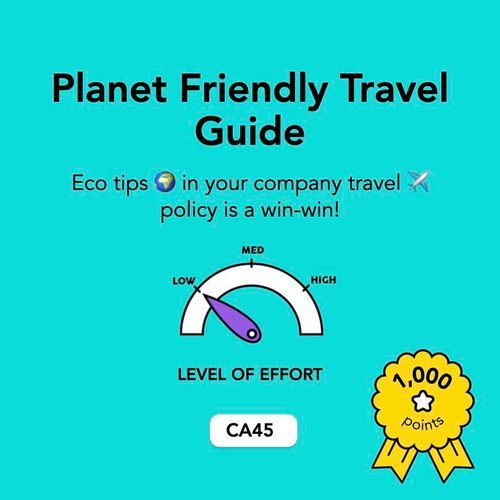 Planet Friendly Travel
Guide
Eco tips 🌍 in your company travel ✈️
policy is a win-win!
MED
LOW
HIGH
LEVEL OF EFFORT
CA45
1,000
points